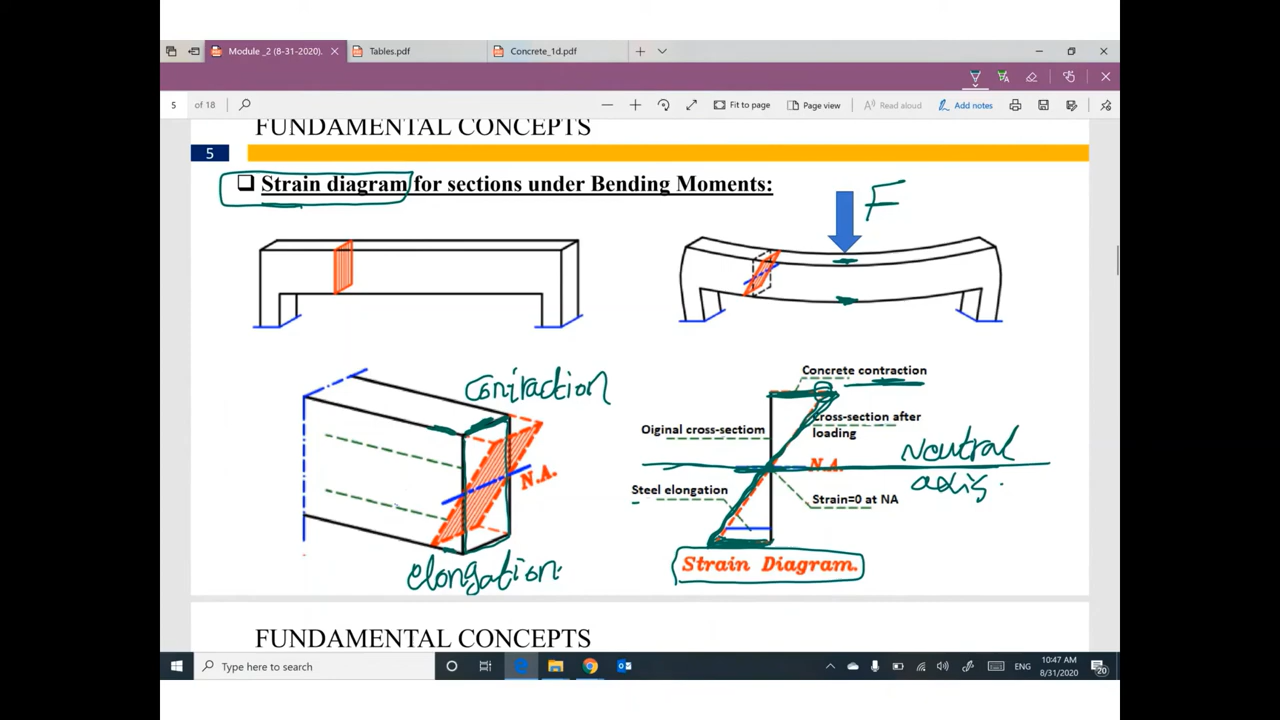 Module _2 (8-31-2020).
Tables.pdf
Concrete_1d.pdf
5 of 18
Fit to page
Page view
Read aloud
Add notes
FUNDAMENTAL CONCEPTS
5
Strain diagram for sections under Bending Moments:
F
contraction
N.A.
elongation
Concrete contraction
Cross-section after
loading
Oiginal cross-sectiom
N.A.
Neutral
axis.
Steel elongation
Strain=0 at NA
Strain Diagram.
FUNDAMENTAL CONCEPTS
Type here to search
ENG
10:47 AM
8/31/2020
20